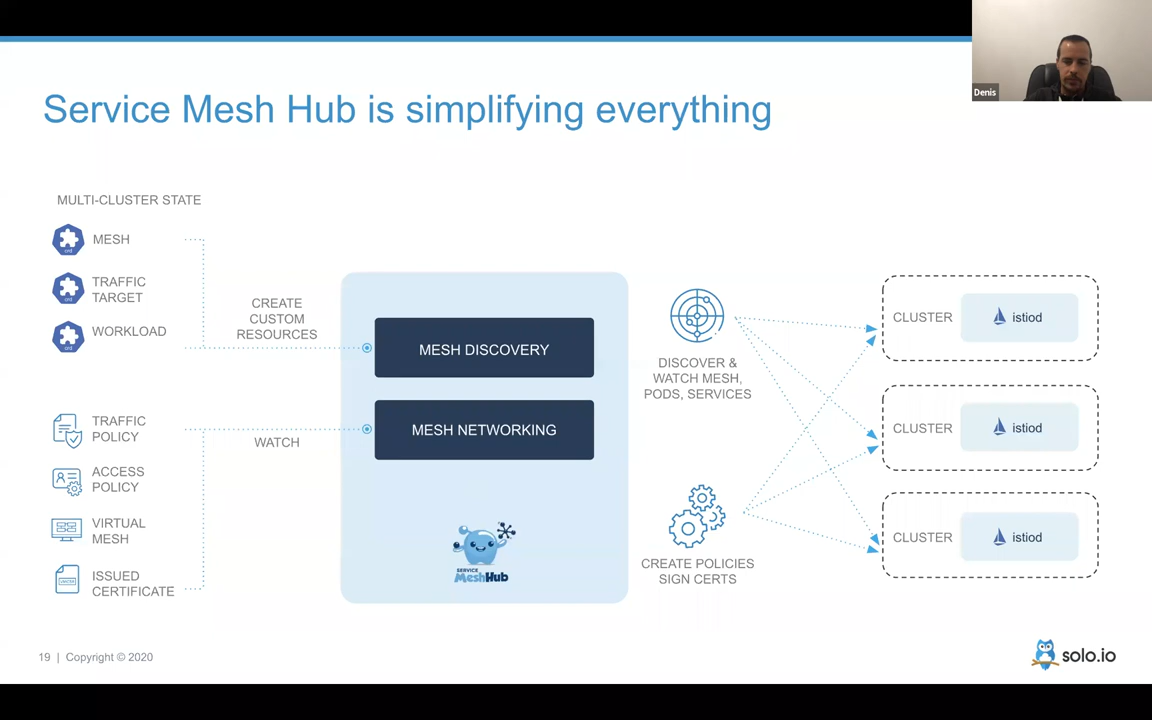 Denis
Service Mesh Hub is simplifying everything
MULTI-CLUSTER STATE
MESH
TRAFFIC
TARGET
WORKLOAD
CREATE
CUSTOM
RESOURCES
TRAFFIC
POLICY
ACCESS
POLICY
VIRTUAL
MESH
ISSUED
CERTIFICATE
WATCH
MESH DISCOVERY
MESH NETWORKING
SERVICE
MeshHub
DISCOVER &
WATCH MESH,
PODS, SERVICES
CREATE POLICIES
SIGN CERTS
CLUSTER
istiod
CLUSTER
istiod
CLUSTER
istiod
19 | Copyright © 2020
solo.io